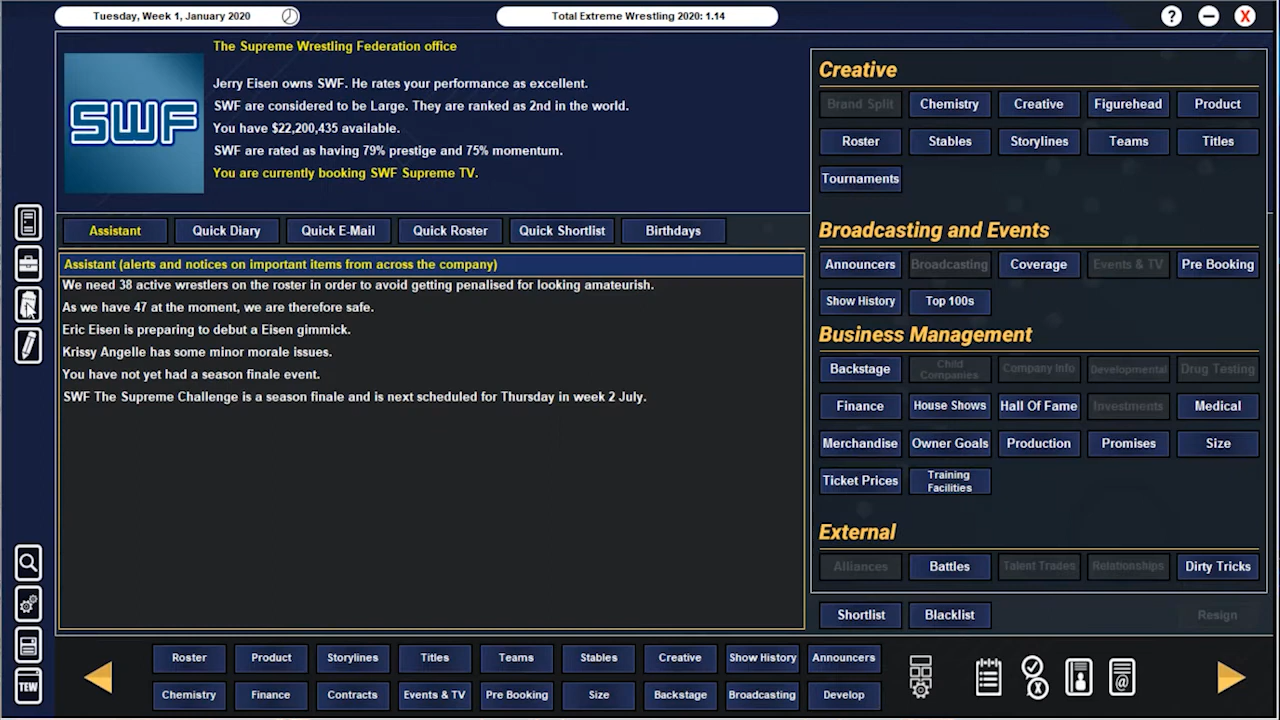 Tuesday, Week 1, January 2020
Total Extreme Wrestling 2020: 1.14
?
X
SWF
The Supreme Wrestling Federation office
Jerry Eisen owns SWF. He rates your performance as excellent.
SWF are considered to be Large. They are ranked as 2nd in the world.
You have $22,200,435 available.
SWF are rated as having 79% prestige and 75% momentum.
You are currently booking SWF Supreme TV.
Assistant Quick Diary Quick E-Mail Quick Roster Quick Shortlist Birthdays
Assistant (alerts and notices on important items from across the company)
We need 38 active wrestlers on the roster in order to avoid getting penalised for looking amateurish.
As we have 47 at the moment, we are therefore safe.
Eric Eisen is preparing to debut a Eisen gimmick.
Krissy Angelle has some minor morale issues.
You have not yet had a season finale event.
SWF The Supreme Challenge is a season finale and is next scheduled for Thursday in week 2 July.
Creative
Brand Split Chemistry Creative Figurehead Product
Roster Stables Storylines Teams Titles
Tournaments
Broadcasting and Events
Announcers Broadcasting Coverage Events & TV Pre Booking
Show History Top 100s
Business Management
Backstage Child Companies Company Info Developmental Drug Testing
Finance House Shows Hall Of Fame Investments Medical
Merchandise Owner Goals Production Promises Size
Ticket Prices Training Facilities
External
Alliances Battles Talent Trades Relationships Dirty Tricks
Shortlist Blacklist Resign
Roster Product Storylines Titles Teams Stables Creative Show History Announcers
Chemistry Finance Contracts Events & TV Pre Booking Size Backstage Broadcasting Develop
TEW